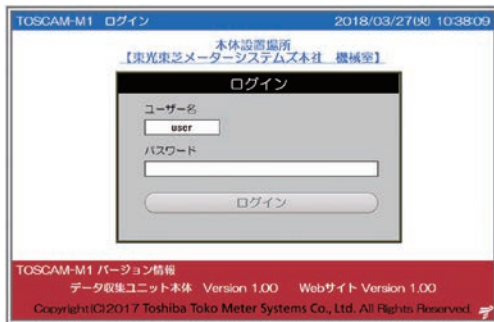 TOSCAM-M1 ログイン 2018/03/27(火) 10:38:09
本体設置場所
【東光東芝メーターシステムズ本社 機械室】
ログイン
ユーザー名
user
パスワード
ログイン
TOSCAM-M1 バージョン情報
データ収集ユニット本体 Version 1.00 Webサイト Version 1.00
Copyright(C)2017 Toshiba Toko Meter Systems Co., Ltd. All Rights Reserved.